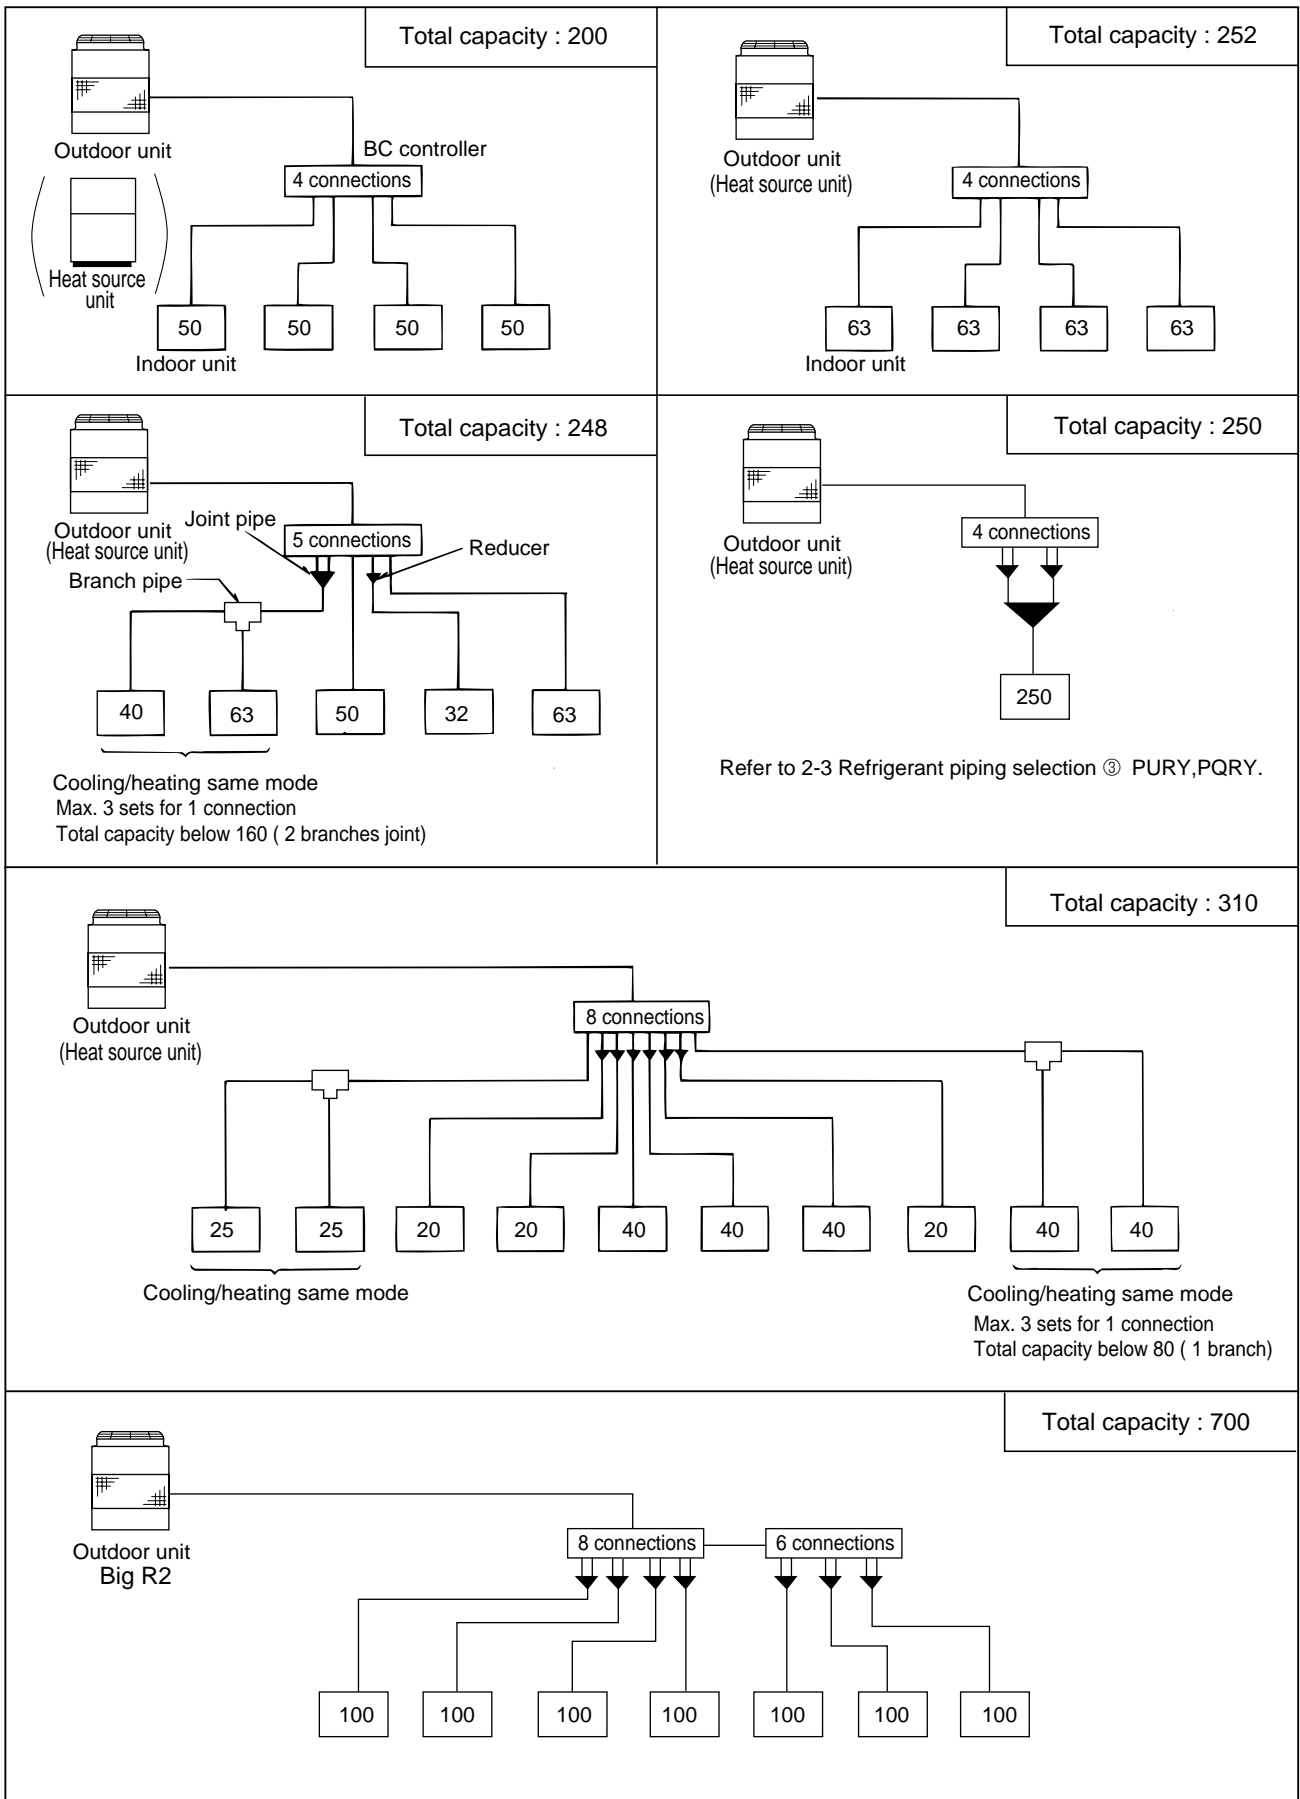 Total capacity : 200
Outdoor unit
BC controller
4 connections
Heat source
unit
50 50 50 50
Indoor unit
Total capacity : 252
Outdoor unit
(Heat source unit)
4 connections
63 63 63 63
Indoor unit
Total capacity : 248
Outdoor unit
(Heat source unit)
Joint pipe
5 connections
Reducer
Branch pipe
40 63 50 32 63
Cooling/heating same mode
Max. 3 sets for 1 connection
Total capacity below 160 ( 2 branches joint)
Total capacity : 250
Outdoor unit
(Heat source unit)
4 connections
250
Refer to 2-3 Refrigerant piping selection ③ PURY,PQRY.
Total capacity : 310
Outdoor unit
(Heat source unit)
8 connections
25 25 20 20 40 40 40 20 40 40
Cooling/heating same mode
Cooling/heating same mode
Max. 3 sets for 1 connection
Total capacity below 80 ( 1 branch)
Total capacity : 700
Outdoor unit
Big R2
8 connections
6 connections
100 100 100 100 100 100 100